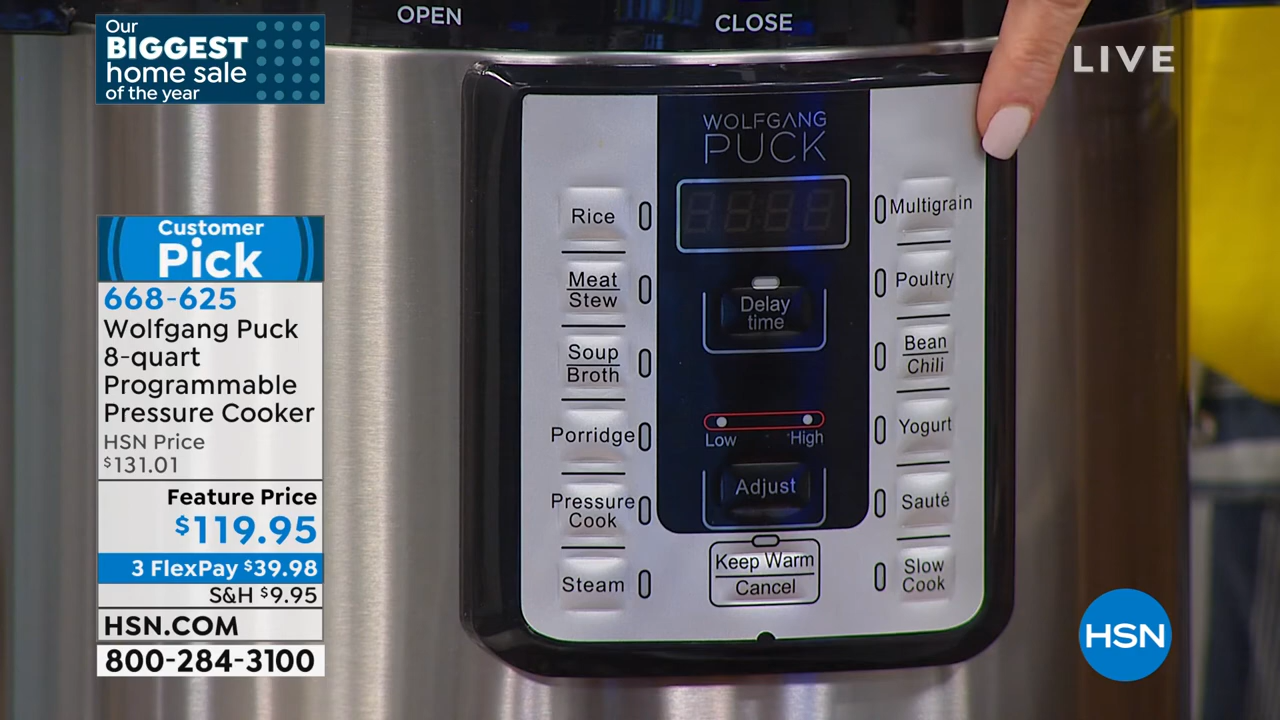 Our
BIGGEST
home sale
of the year
OPEN
CLOSE
LIVE
Customer
Pick
668-625
Wolfgang Puck
8-quart
Programmable
Pressure Cooker
HSN Price
$131.01
Feature Price
$119.95
3 FlexPay $39.98
S&H $9.95
HSN.COM
800-284-3100
WOLFGANG
PUCK
Rice
Meat
Stew
Soup
Broth
Porridge
Pressure
Cook
Steam
Delay
time
Low High
Adjust
Keep Warm
Cancel
Multigrain
Poultry
Bean
Chili
Yogurt
Sauté
Slow
Cook
HSN